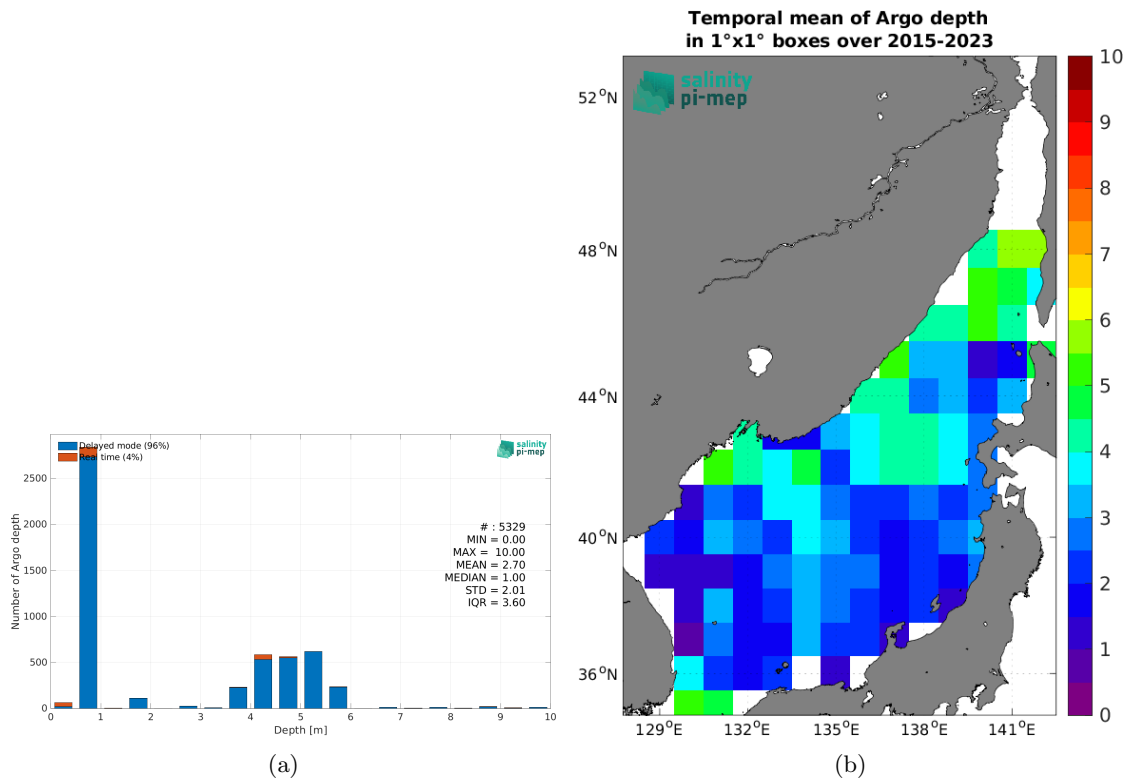 Delayed mode (96%)
Real time (4%)
salinity
pi-mep
# : 5329
MIN = 0.00
MAX = 10.00
MEAN = 2.70
MEDIAN = 1.00
STD = 2.01
IQR = 3.60
Number of Argo depth
2500
2000
1500
1000
500
0
0 1 2 3 4 5 6 7 8 9 10
Depth [m]
(a)
Temporal mean of Argo depth
in 1°x1° boxes over 2015-2023
salinity
pi-mep
52°N
48°N
44°N
40°N
36°N
129°E 132°E 135°E 138°E 141°E
10
9
8
7
6
5
4
3
2
1
0
(b)